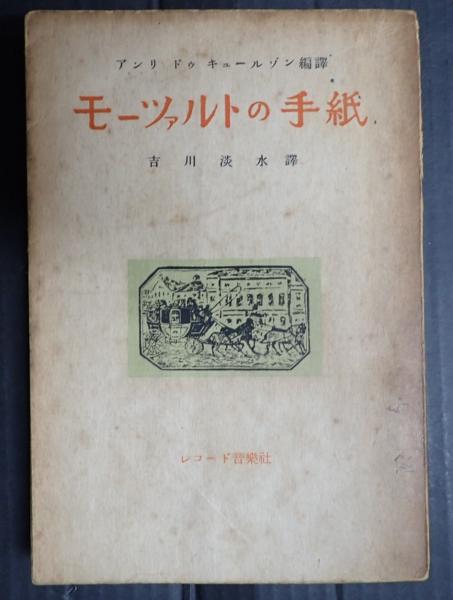 アンリ ドゥ キュールゾン 編譯
モーツァルトの手紙
吉川淡水譯
レコード音樂社